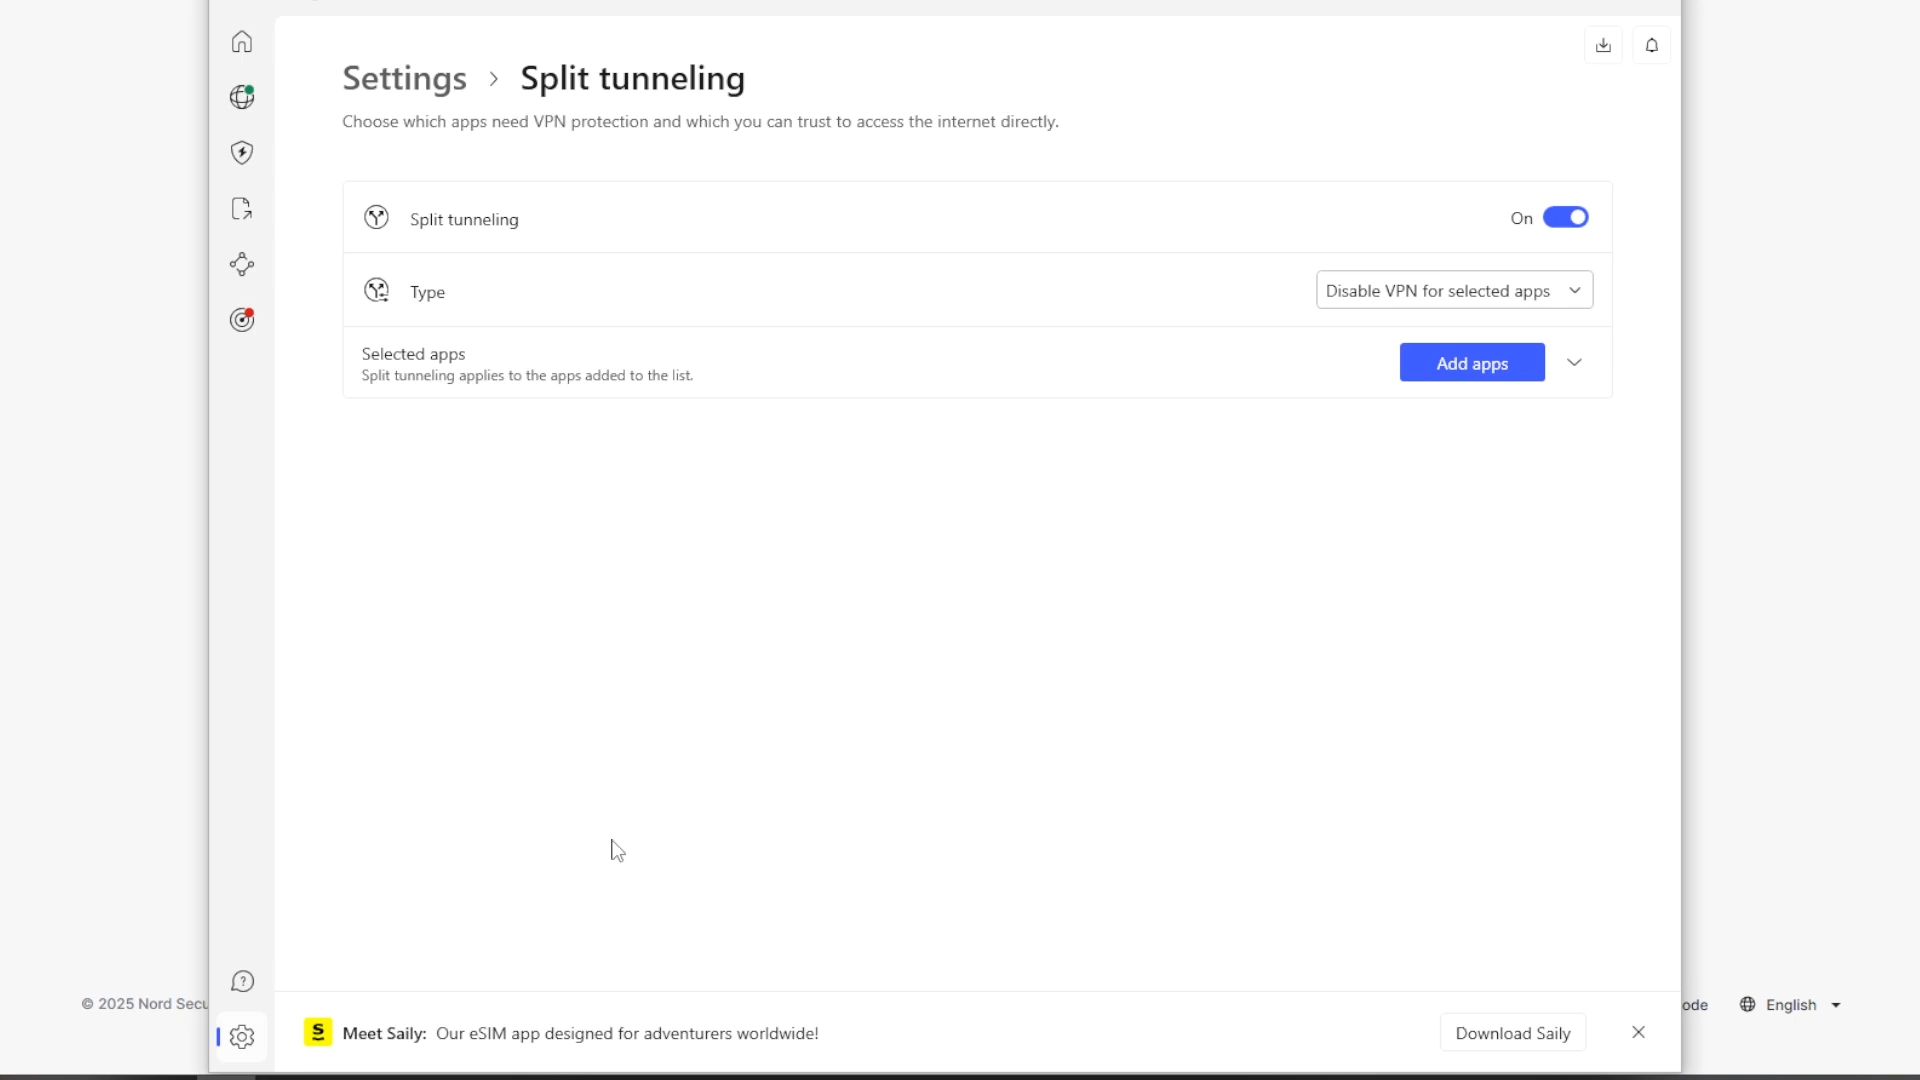 Settings > Split tunneling
Choose which apps need VPN protection and which you can trust to access the internet directly.
Split tunneling
On
Type
Disable VPN for selected apps
Selected apps
Split tunneling applies to the apps added to the list.
Add apps
© 2025 Nord Secu
ode
English
S Meet Saily: Our eSIM app designed for adventurers worldwide!
Download Saily